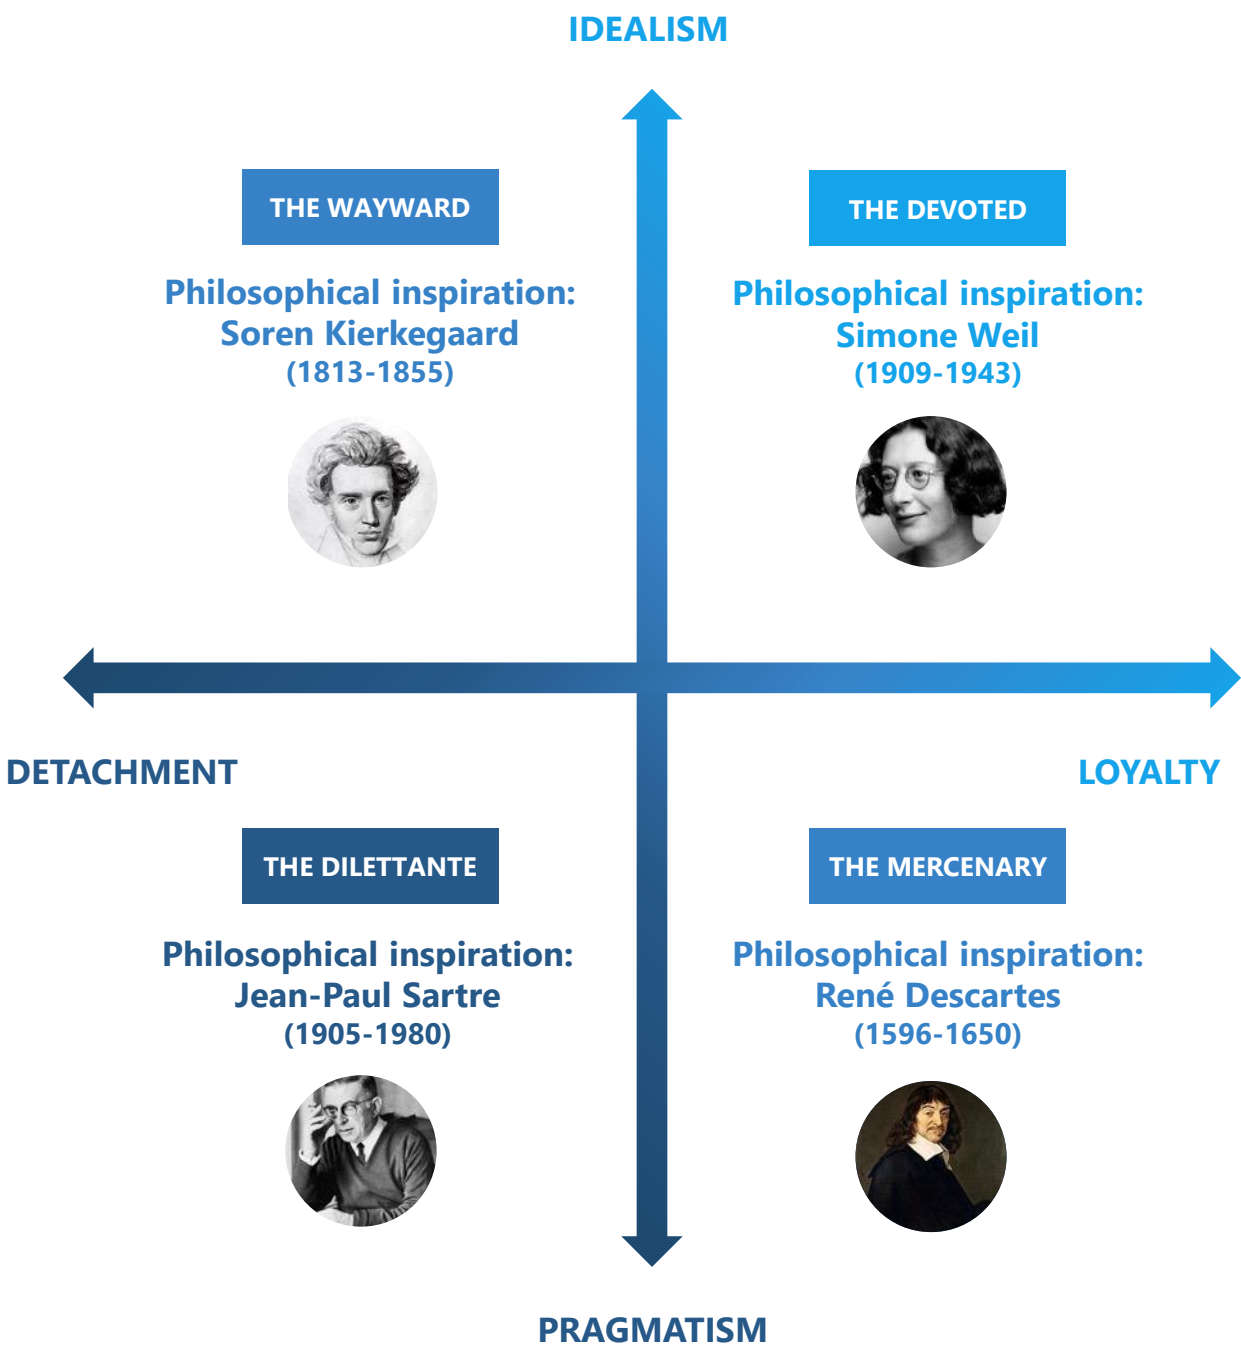 IDEALISM
THE WAYWARD
Philosophical inspiration:
Soren Kierkegaard
(1813-1855)
THE DEVOTED
Philosophical inspiration:
Simone Weil
(1909-1943)
DETACHMENT
LOYALTY
THE DILETTANTE
Philosophical inspiration:
Jean-Paul Sartre
(1905-1980)
THE MERCENARY
Philosophical inspiration:
René Descartes
(1596-1650)
PRAGMATISM